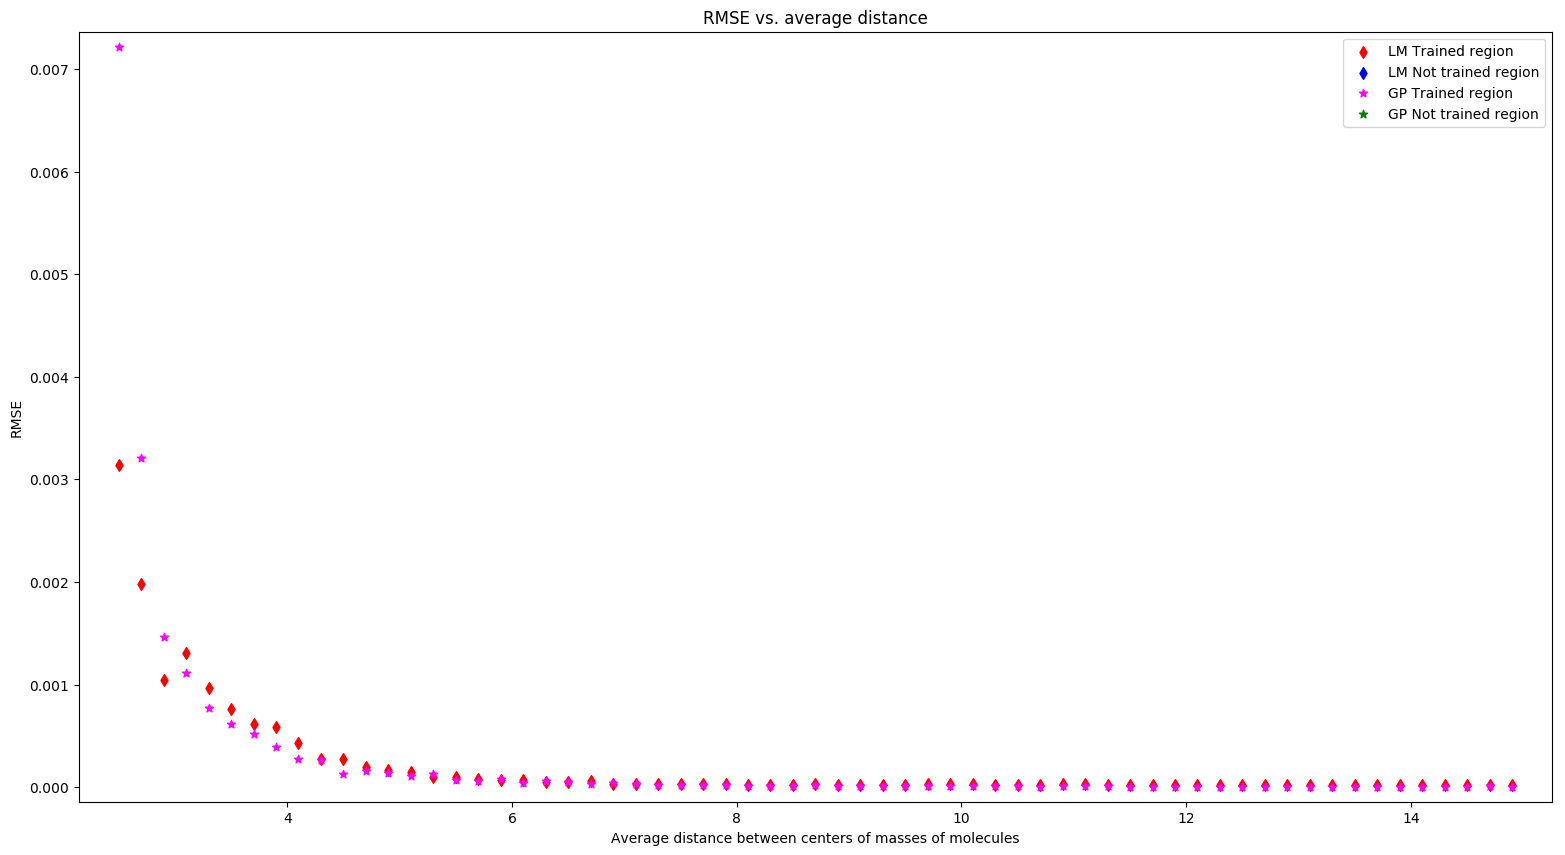 RMSE vs. average distance
LM Trained region
LM Not trained region
GP Trained region
GP Not trained region
0.007
0.006
0.005
0.004
0.003
0.002
0.001
0.000
RMSE
4 6 8 10 12 14
Average distance between centers of masses of molecules